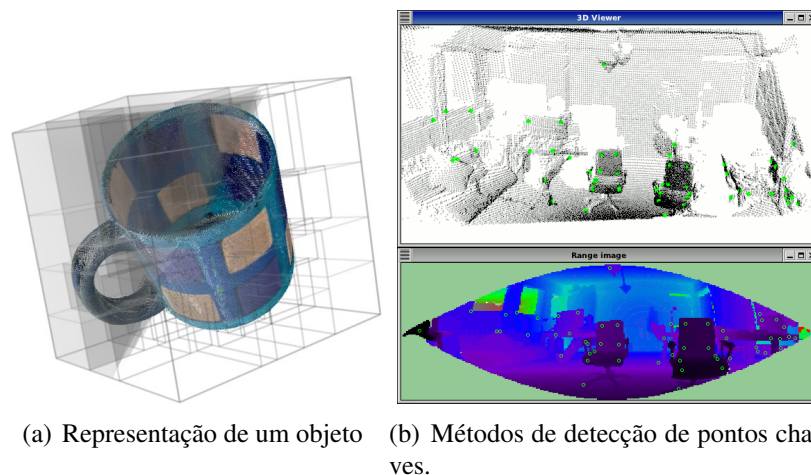 3D Viewer
Range image
(a) Representação de um objeto
(b) Métodos de detecção de pontos cha-
ves.